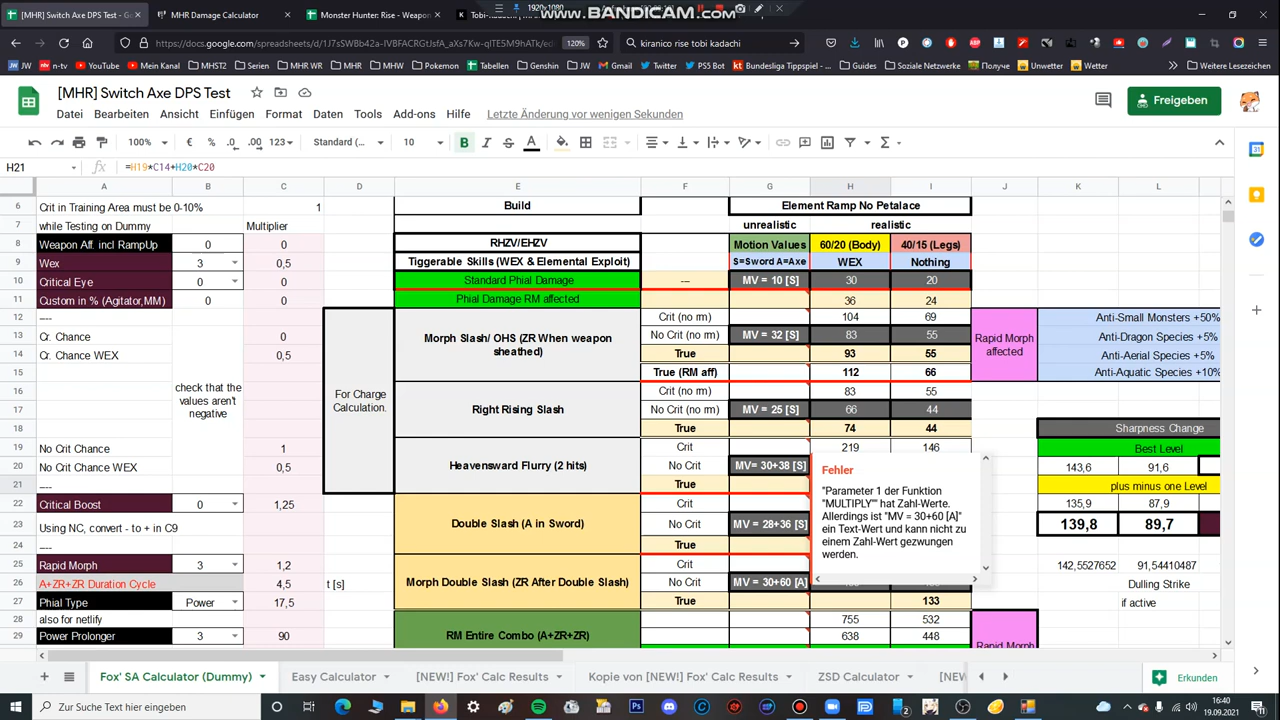 [MHR] Switch Axe DPS Test - G
MHR Damage Calculator
Monster Hunter: Rise - Weapon
1920×1080
www.BANDICAM.com
https://docs.google.com/spreadsheets/d/
120%
kiranico rise tobi kadachi
JW
n-tv
YouTube
Mein Kanal
MHST2
Serien
MHR WR
MHR
MHW
Pokemon
Tabellen
Genshin
JW
Gmail
Twitter
PS5 Bot
Bundesliga Tippspiel -...
Guides
Soziale Netzwerke
Получе
Unwetter
Wetter
Weitere Lesezeichen
[MHR] Switch Axe DPS Test
Freigeben
Datei Bearbeiten Ansicht Einfügen Format Daten Tools Add-ons Hilfe Letzte Änderung vor wenigen Sekunden
100% € % .0 .00 123 Standard (... 10 B I S A Σ
H21 fx =H19*C14+H20*C20
A B C D E F G H I J K L
6 Crit in Training Area must be 0-10% 1 Build Element Ramp No Petalace
7 while Testing on Dummy Multiplier unrealistic realistic
8 Weapon Aff. incl RampUp 0 0 RHZV/EHZV Motion Values 60/20 (Body) 40/15 (Legs)
9 Wex 3 0,5 Tiggerable Skills (WEX & Elemental Exploit) S=Sword A=Axe WEX Nothing
10 Critical Eye 0 0 Standard Phial Damage --- MV = 10 [S] 30 20
11 Custom in % (Agitator,MM) 0 0 Phial Damage RM affected 36 24
12 ---- Crit (no rm) 104 69 Anti-Small Monsters +50%
13 Cr. Chance 0 Morph Slash/ OHS (ZR When weapon sheathed) No Crit (no rm) MV = 32 [S] 83 55 Rapid Morph affected Anti-Dragon Species +5%
14 Cr. Chance WEX 0,5 True 93 55 Anti-Aerial Species +5%
True (RM aff) 112 66 Anti-Aquatic Species +10%
16 check that the values aren't negative For Charge Calculation. Crit (no rm) 83 55
17 Right Rising Slash No Crit (no rm) MV = 25 [S] 66 44
18 True 74 44 Sharpness Change
19 No Crit Chance 1 Crit 219 146 Best Level
20 No Crit Chance WEX 0,5 Heavensward Flurry (2 hits) No Crit MV= 30+38 [S] 143,6 91,6
21 ---- True plus minus one Level
22 Critical Boost 0 1,25 Crit 135,9 87,9
23 Using NC, convert - to + in C9 Double Slash (A in Sword) No Crit MV = 28+36 [S] 139,8 89,7
24 ---- True
25 Rapid Morph 3 1,2 Crit 142,5527652 91,54410487
26 A+ZR+ZR Duration Cycle 4,5 t [s] Morph Double Slash (ZR After Double Slash) No Crit MV = 30+60 [A] Dulling Strike
27 Phial Type Power 17,5 True 133 if active
28 also for netlify 755 532
29 Power Prolonger 3 90 RM Entire Combo (A+ZR+ZR) 638 448 Rapid Morph
Fehler
"Parameter 1 der Funktion
"MULTIPLY"" hat Zahl-Werte.
Allerdings ist "MV = 30+60 [A]"
ein Text-Wert und kann nicht zu
einem Zahl-Wert gezwungen
werden.
Fox' SA Calculator (Dummy)
Easy Calculator
[NEW!] Fox' Calc Results
Kopie von [NEW!] Fox' Calc Results
ZSD Calculator
[NEW
Erkunden
Zur Suche Text hier eingeben
16:40
19.09.2021